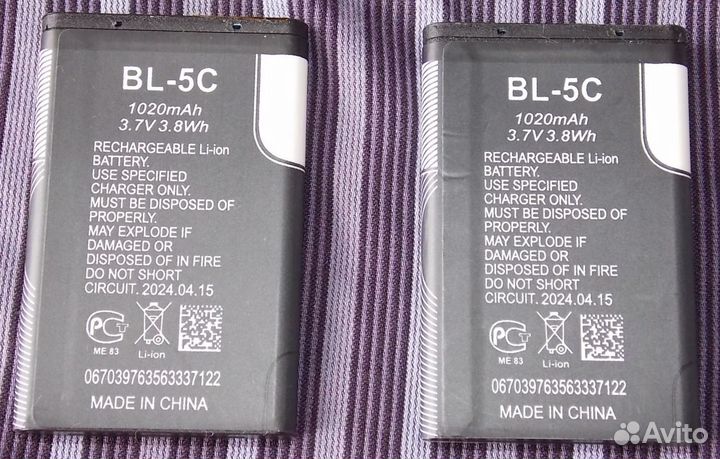 BL-5C
1020mAh
3.7V 3.8Wh
RECHARGEABLE Li-ion
BATTERY.
USE SPECIFIED
CHARGER ONLY.
MUST BE DISPOSED OF
PROPERLY.
MAY EXPLODE IF
DAMAGED OR
DISPOSED OF IN FIRE
DO NOT SHORT
CIRCUIT. 2024.04.15
РСТ
ME 83
Li-ion
067039763563337122
MADE IN CHINA
BL-5C
1020mAh
3.7V 3.8Wh
RECHARGEABLE Li-ion
BATTERY.
USE SPECIFIED
CHARGER ONLY.
MUST BE DISPOSED OF
PROPERLY.
MAY EXPLODE IF
DAMAGED OR
DISPOSED OF IN FIRE
DO NOT SHORT
CIRCUIT. 2024.04.15
РСТ
ME 83
Li-ion
067039763563337122
MADE IN CHINA
Avito